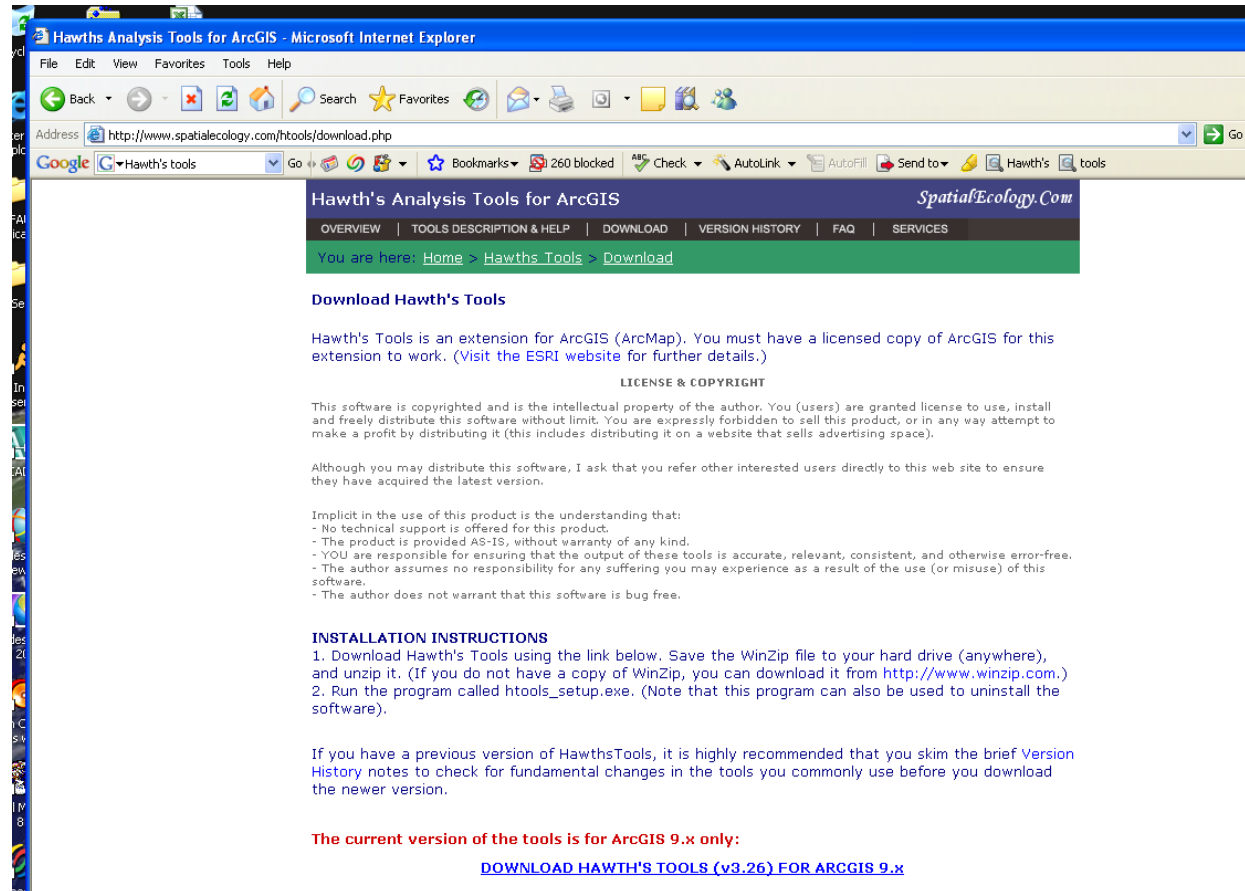 Hawths Analysis Tools for ArcGIS - Microsoft Internet Explorer
File Edit View Favorites Tools Help
Back Search Favorites
Address http://www.spatialecology.com/htools/download.php Go
Google G Hawth's tools Go Bookmarks 260 blocked ABC Check AutoLink AutoFill Send to Hawth's tools
Hawth's Analysis Tools for ArcGIS SpatialEcology.Com
OVERVIEW | TOOLS DESCRIPTION & HELP | DOWNLOAD | VERSION HISTORY | FAQ | SERVICES
You are here: Home > Hawths Tools > Download
Download Hawth's Tools
Hawth's Tools is an extension for ArcGIS (ArcMap). You must have a licensed copy of ArcGIS for this
extension to work. (Visit the ESRI website for further details.)
LICENSE & COPYRIGHT
This software is copyrighted and is the intellectual property of the author. You (users) are granted license to use, install
and freely distribute this software without limit. You are expressly forbidden to sell this product, or in any way attempt to
make a profit by distributing it (this includes distributing it on a website that sells advertising space).
Although you may distribute this software, I ask that you refer other interested users directly to this web site to ensure
they have acquired the latest version.
Implicit in the use of this product is the understanding that:
- No technical support is offered for this product.
- The product is provided AS-IS, without warranty of any kind.
- YOU are responsible for ensuring that the output of these tools is accurate, relevant, consistent, and otherwise error-free.
- The author assumes no responsibility for any suffering you may experience as a result of the use (or misuse) of this
software.
- The author does not warrant that this software is bug free.
INSTALLATION INSTRUCTIONS
1. Download Hawth's Tools using the link below. Save the WinZip file to your hard drive (anywhere),
and unzip it. (If you do not have a copy of WinZip, you can download it from http://www.winzip.com.)
2. Run the program called htools_setup.exe. (Note that this program can also be used to uninstall the
software).
If you have a previous version of HawthsTools, it is highly recommended that you skim the brief Version
History notes to check for fundamental changes in the tools you commonly use before you download
the newer version.
The current version of the tools is for ArcGIS 9.x only:
DOWNLOAD HAWTH'S TOOLS (v3.26) FOR ARCGIS 9.x